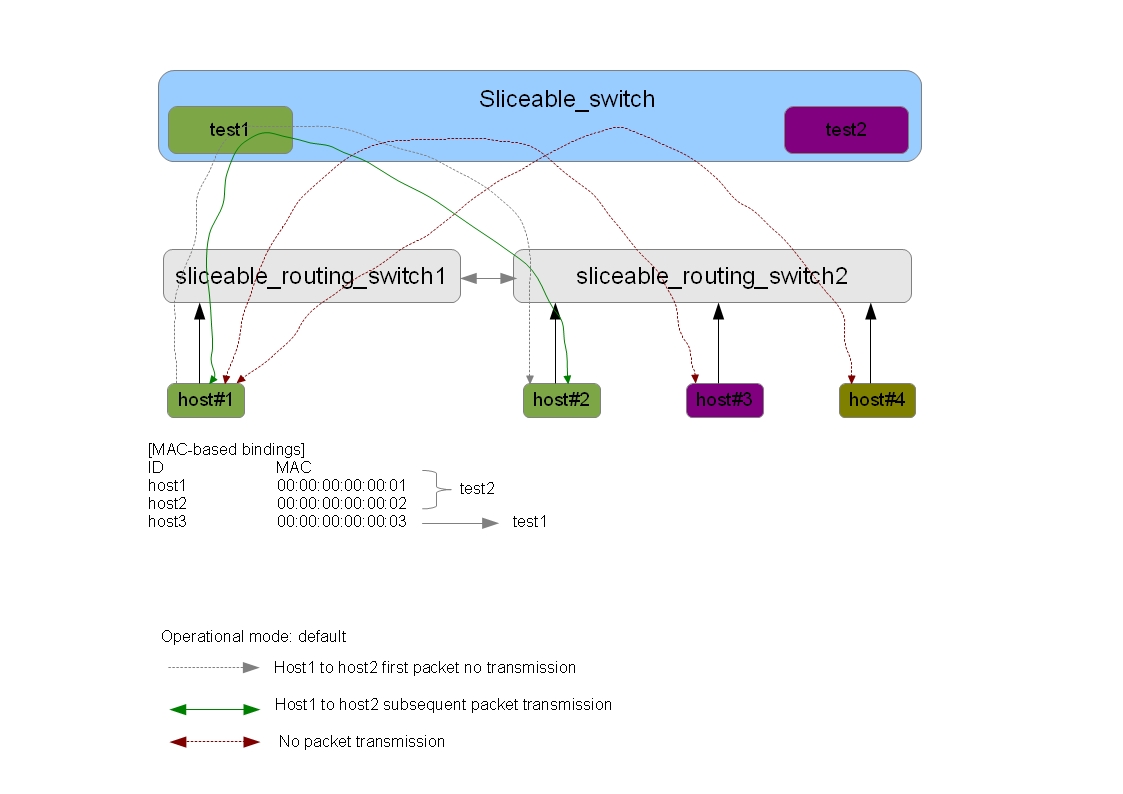 Sliceable_switch
test1
test2
sliceable_routing_switch1
sliceable_routing_switch2
host#1
host#2
host#3
host#4
[MAC-based bindings]
ID MAC
host1 00:00:00:00:00:01
test2
host2 00:00:00:00:00:02
host3 00:00:00:00:00:03 test1
Operational mode: default
Host1 to host2 first packet no transmission
Host1 to host2 subsequent packet transmission
No packet transmission